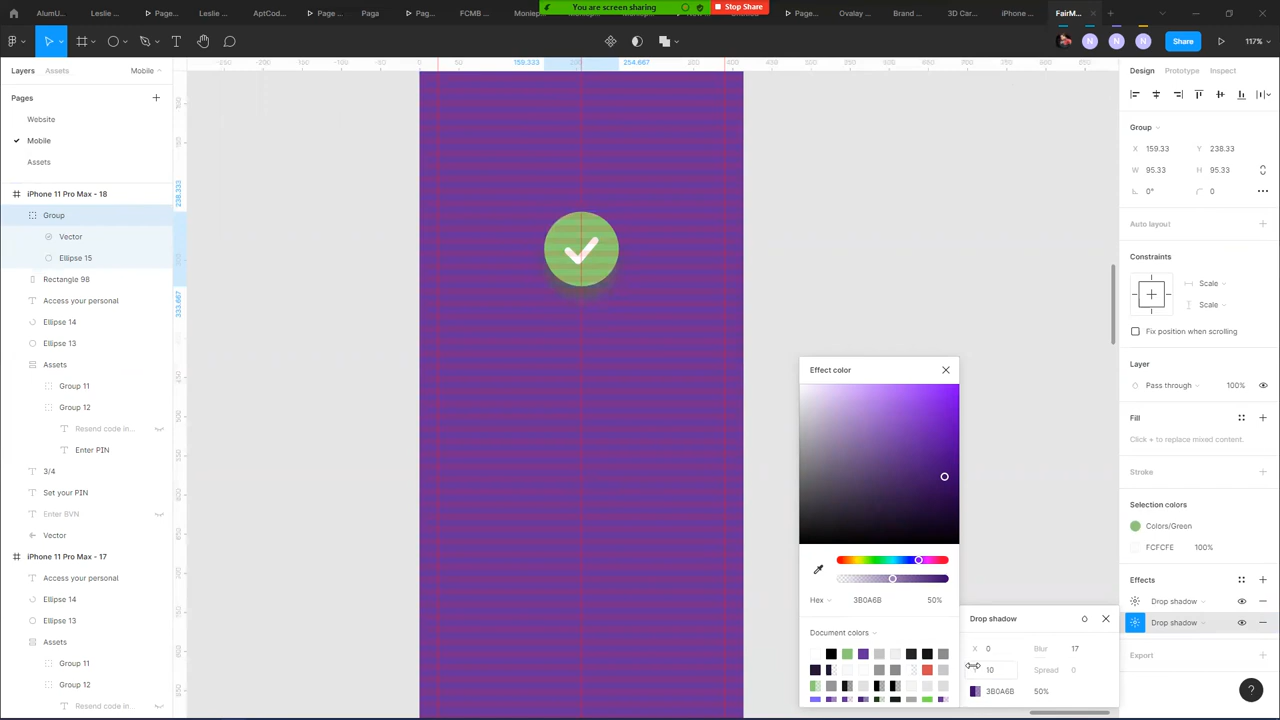 You are screen sharing
Stop Share
AlumU...
Leslie ...
AptCod...
Page ...
Paga
Pag...
COMB
Moniep...
Page...
Ovalay ...
Brand ...
3D Car...
iPhone ...
FairM...
N
N
N
Share
117%
Layers
Assets
Mobile
Pages
Website
Mobile
Assets
iPhone 11 Pro Max - 18
Group
Vector
Ellipse 15
Rectangle 98
Access your personal
Ellipse 14
Ellipse 13
Assets
Group 11
Group 12
Resend code in...
Enter PIN
3/4
Set your PIN
Enter BVN
Vector
iPhone 11 Pro Max - 17
Access your personal
Ellipse 14
Ellipse 13
Assets
Group 11
Group 12
Resend code in...
159.333
254.667
238.333
333.667
Effect color
Hex
3B0A6B
50%
Document colors
Drop shadow
X
0
Blur
17
10
Spread
0
3B0A6B
50%
Design
Prototype
Inspect
Group
X
159.33
Y
238.33
W
95.33
H
95.33
0°
0
Auto layout
Constraints
Scale
Scale
Fix position when scrolling
Layer
Pass through
100%
Fill
Click + to replace mixed content.
Stroke
Selection colors
Colors/Green
FCFCFE
100%
Effects
Drop shadow
Drop shadow
Export
?